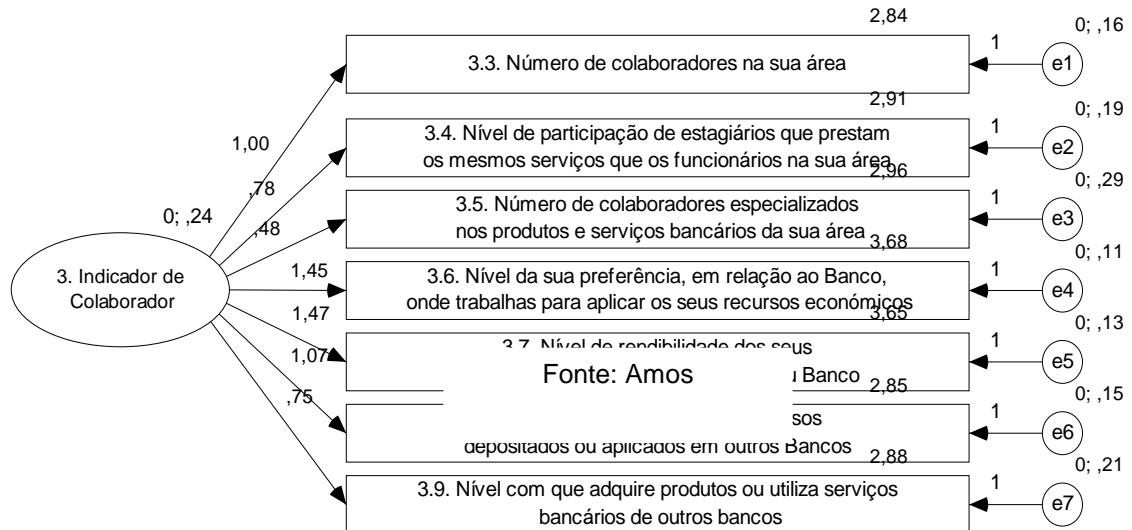 2,84
0; ,16
1
3.3. Número de colaboradores na sua área
e1
2,91
0; ,19
1
3.4. Nível de participação de estagiários que prestam
os mesmos serviços que os funcionários na sua área
e2
1,00
2,96
0; ,29
1
,78
3.5. Número de colaboradores especializados
nos produtos e serviços bancários da sua área
e3
0; ,24
,48
3,68
0; ,11
1
3. Indicador de
Colaborador
1,45
3.6. Nível da sua preferência, em relação ao Banco,
onde trabalhas para aplicar os seus recursos económicos
e4
1,47
3,65
0; ,13
1
3.7. Nível de rendibilidade dos seus
Banco
e5
1,07
Fonte: Amos
2,85
0; ,15
1
,75
depositados ou aplicados em outros Bancos
e6
2,88
0; ,21
1
3.9. Nível com que adquire produtos ou utiliza serviços
bancários de outros bancos
e7